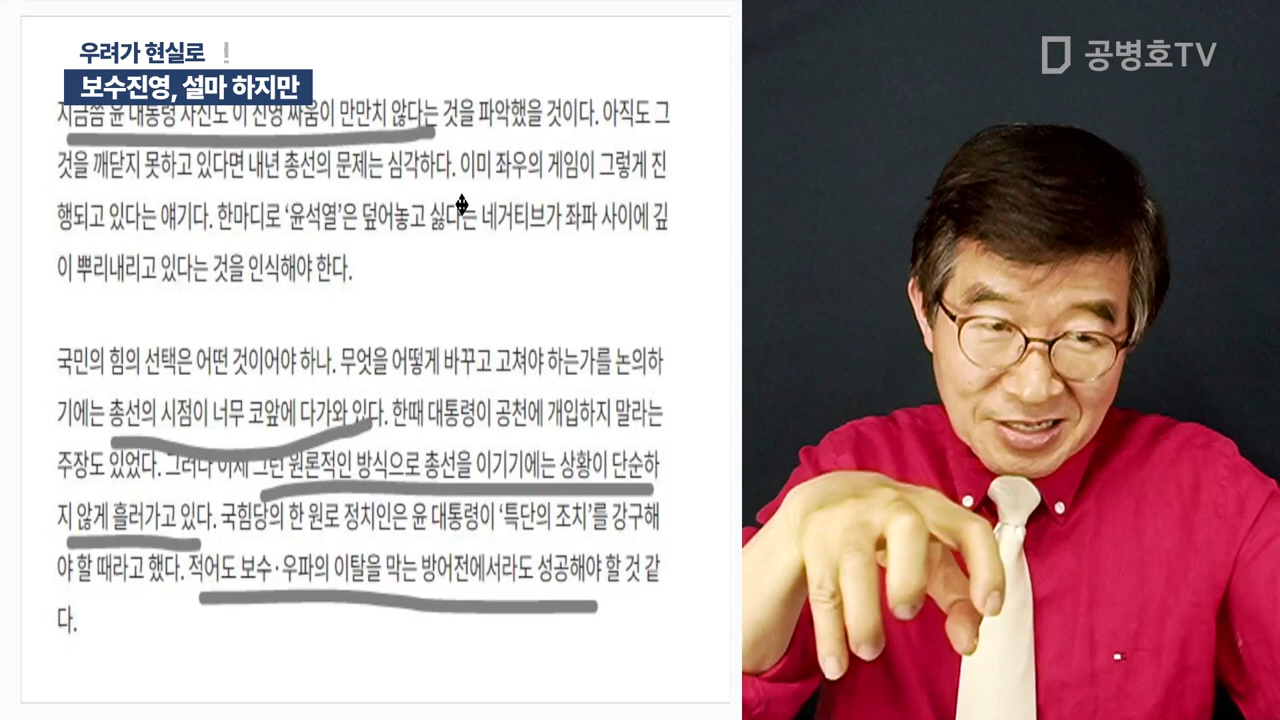 우려가 현실로 !
보수진영, 설마 하지만
공병호TV
지금쯤 윤 대통령 자신도 이 진영 싸움이 만만치 않다는 것을 파악했을 것이다. 아직도 그
것을 깨닫지 못하고 있다면 내년 총선의 문제는 심각하다. 이미 좌우의 게임이 그렇게 진
행되고 있다는 얘기다. 한마디로 ‘윤석열’은 덮어놓고 싫다는 네거티브가 좌파 사이에 깊
이 뿌리내리고 있다는 것을 인식해야 한다.
국민의 힘의 선택은 어떤 것이어야 하나. 무엇을 어떻게 바꾸고 고쳐야 하는가를 논의하
기에는 총선의 시점이 너무 코앞에 다가와 있다. 한때 대통령이 공천에 개입하지 말라는
주장도 있었다. 그러나 이제 그런 원론적인 방식으로 총선을 이기기에는 상황이 단순하
지 않게 흘러가고 있다. 국힘당의 한 원로 정치인은 윤 대통령이 ‘특단의 조치’를 강구해
야 할 때라고 했다. 적어도 보수·우파의 이탈을 막는 방어전에서라도 성공해야 할 것 같
다.